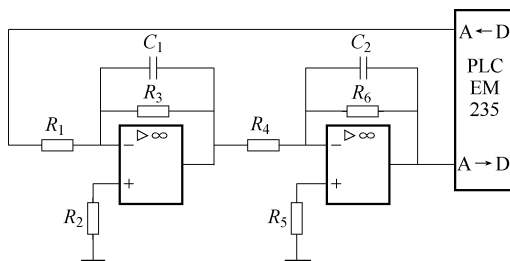 A ← D
PLC
EM
235
A → D
C₁
R₃
R₁
▷ ∞
−
+
R₂
C₂
R₆
R₄
▷ ∞
−
+
R₅